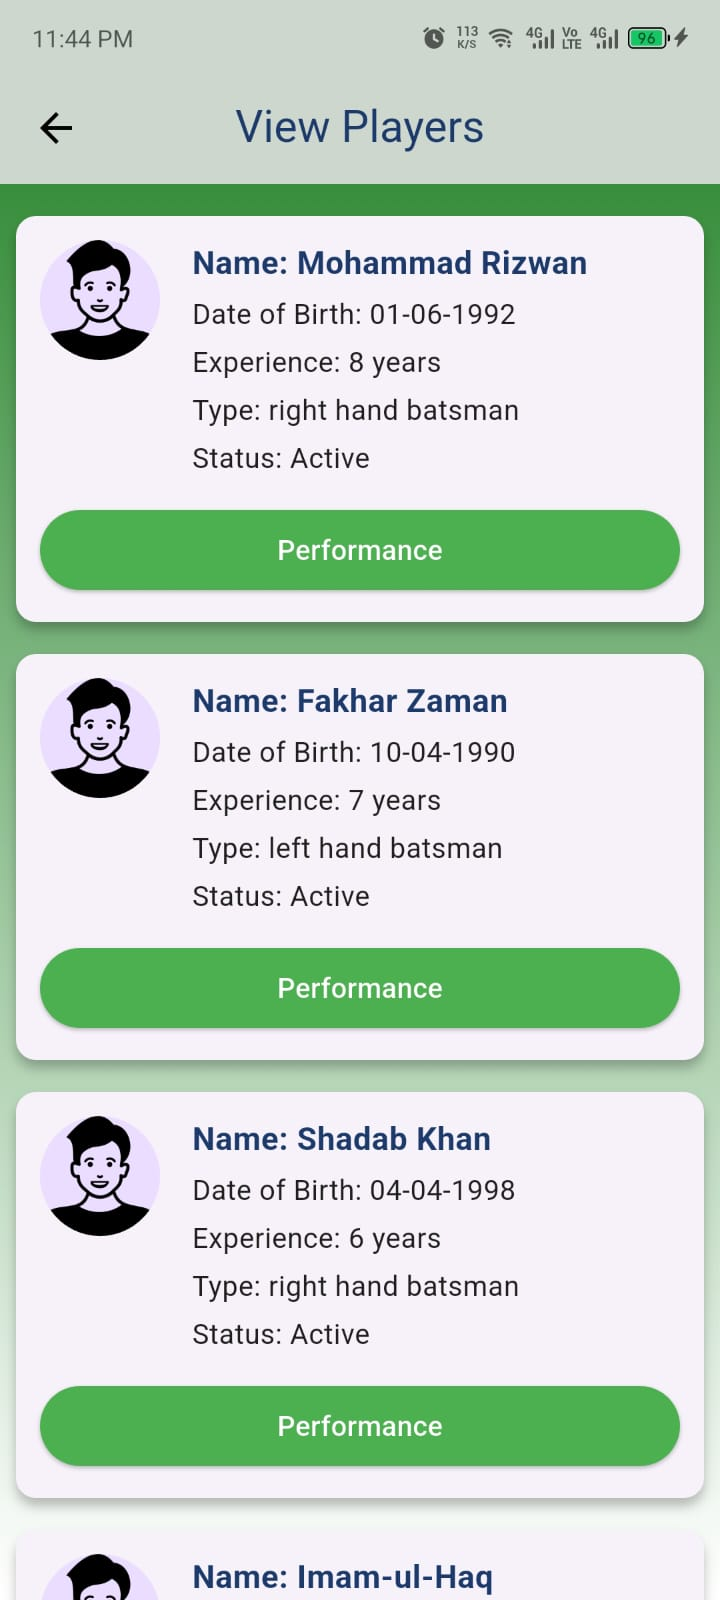 11:44 PM 113 K/S 4G Vo LTE 4G 96
View Players
Name: Mohammad Rizwan
Date of Birth: 01-06-1992
Experience: 8 years
Type: right hand batsman
Status: Active
Performance
Name: Fakhar Zaman
Date of Birth: 10-04-1990
Experience: 7 years
Type: left hand batsman
Status: Active
Performance
Name: Shadab Khan
Date of Birth: 04-04-1998
Experience: 6 years
Type: right hand batsman
Status: Active
Performance
Name: Imam-ul-Haq